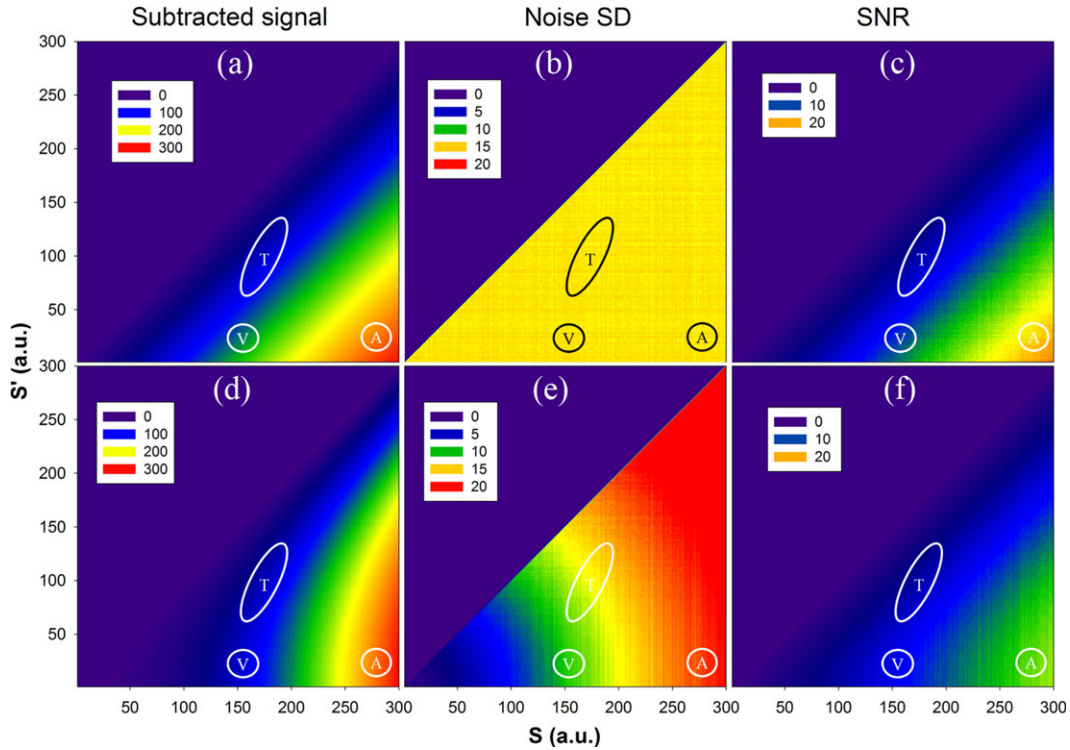 Subtracted signal
Noise SD
SNR
300
250
200
150
100
50
(a)
0
100
200
300
T
V
A
(b)
0
5
10
15
20
T
V
A
(c)
0
10
20
T
V
A
S' (a.u.)
300
250
200
150
100
50
(d)
0
100
200
300
T
V
A
(e)
0
5
10
15
20
T
V
A
(f)
0
10
20
T
V
A
50 100 150 200 250 300
50 100 150 200 250 300
50 100 150 200 250 300
S (a.u.)